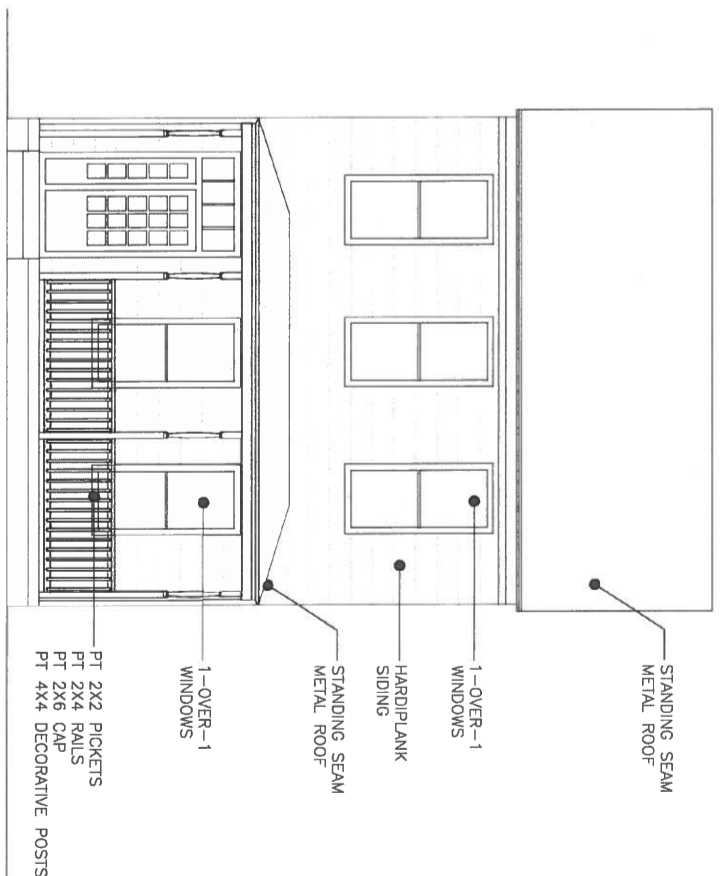 STANDING SEAM
METAL ROOF
1-OVER-1
WINDOWS
HARDIPLANK
SIDING
STANDING SEAM
METAL ROOF
1-OVER-1
WINDOWS
PT 2X2 PICKETS
PT 2X4 RAILS
PT 2X6 CAP
PT 4X4 DECORATIVE POSTS